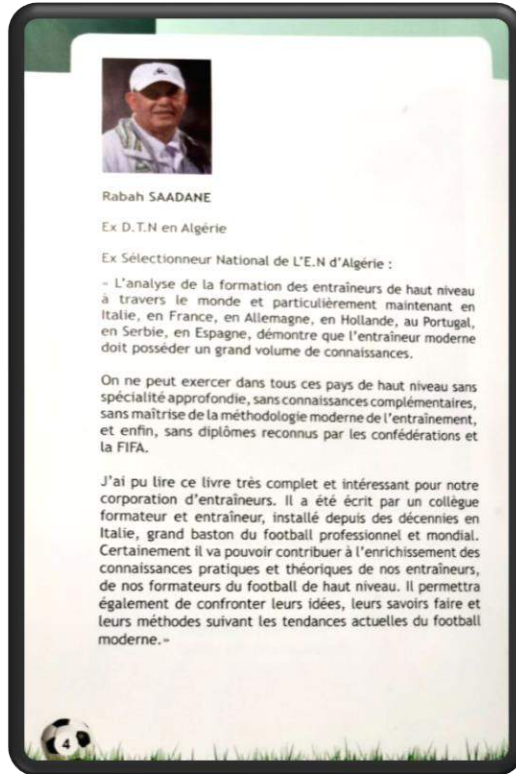 Rabah SAADANE
Ex D.T.N en Algérie
Ex Sélectionneur National de L'E.N d'Algérie :
« L'analyse de la formation des entraîneurs de haut niveau
à travers le monde et particulièrement maintenant en
Italie, en France, en Allemagne, en Hollande, au Portugal,
en Serbie, en Espagne, démontre que l'entraîneur moderne
doit posséder un grand volume de connaissances.
On ne peut exercer dans tous ces pays de haut niveau sans
spécialité approfondie, sans connaissances complémentaires,
sans maîtrise de la méthodologie moderne de l'entraînement,
et enfin, sans diplômes reconnus par les confédérations et
la FIFA.
J'ai pu lire ce livre très complet et intéressant pour notre
corporation d'entraîneurs. Il a été écrit par un collègue
formateur et entraîneur, installé depuis des décennies en
Italie, grand baston du football professionnel et mondial.
Certainement il va pouvoir contribuer à l'enrichissement des
connaissances pratiques et théoriques de nos entraîneurs,
de nos formateurs du football de haut niveau. Il permettra
également de confronter leurs idées, leurs savoirs faire et
leurs méthodes suivant les tendances actuelles du football
moderne.»
4